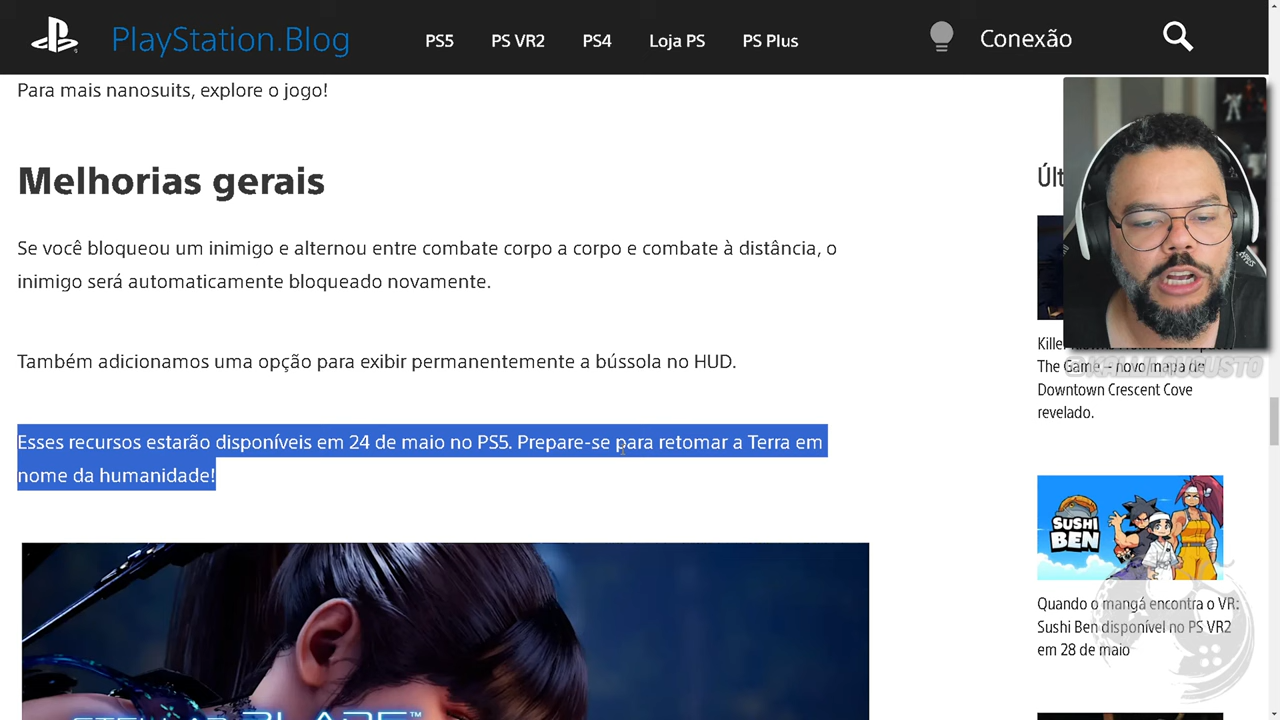 PlayStation.Blog
PS5
PS VR2
PS4
Loja PS
PS Plus
Conexão
Para mais nanosuits, explore o jogo!
Melhorias gerais
Se você bloqueou um inimigo e alternou entre combate corpo a corpo e combate à distância, o
inimigo será automaticamente bloqueado novamente.
Também adicionamos uma opção para exibir permanentemente a bússola no HUD.
Esses recursos estarão disponíveis em 24 de maio no PS5. Prepare-se para retomar a Terra em
nome da humanidade!
STELLAR BLADE™
Killer
The Game – novo mapa de
Downtown Crescent Cove
revelado.
SUSHI
BEN
Quando o mangá encontra o VR:
Sushi Ben disponível no PS VR2
em 28 de maio